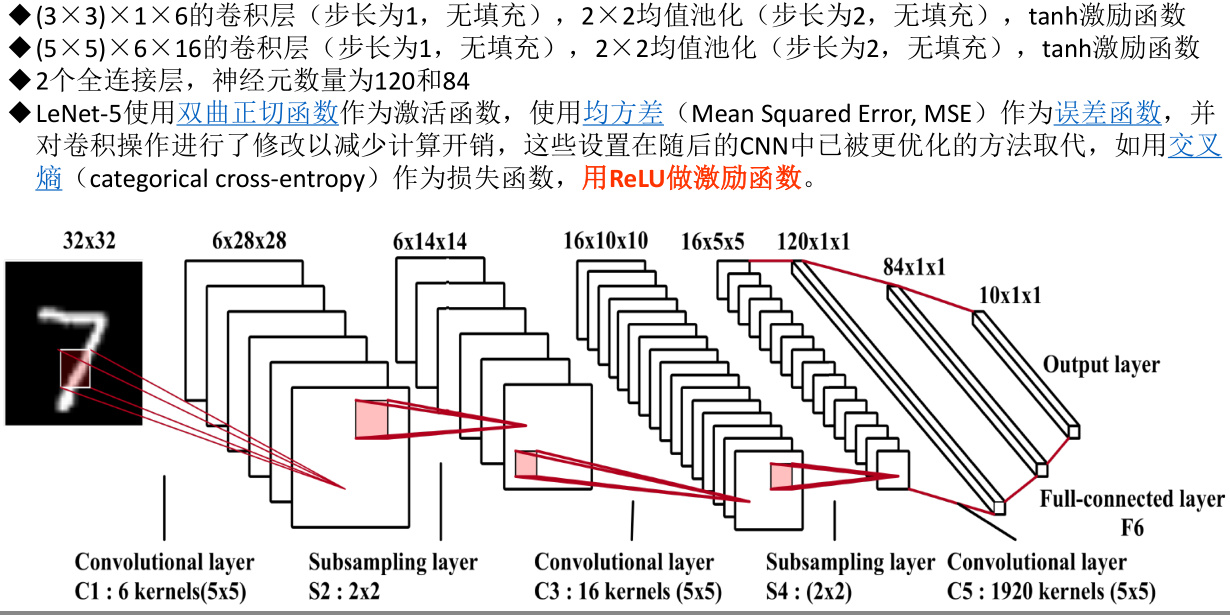 ◆(3×3)×1×6的卷积层（步长为1，无填充），2×2均值池化（步长为2，无填充），tanh激励函数
◆(5×5)×6×16的卷积层（步长为1，无填充），2×2均值池化（步长为2，无填充），tanh激励函数
◆2个全连接层，神经元数量为120和84
◆LeNet-5使用双曲正切函数作为激活函数，使用均方差（Mean Squared Error, MSE）作为误差函数，并
对卷积操作进行了修改以减少计算开销，这些设置在随后的CNN中已被更优化的方法取代，如用交叉
熵（categorical cross-entropy）作为损失函数，用ReLU做激励函数。
32x32 6x28x28 6x14x14 16x10x10 16x5x5 120x1x1
84x1x1
10x1x1
7
Output layer
Full-connected layer
F6
Convolutional layer
C1 : 6 kernels(5x5)
Subsampling layer
S2 : 2x2
Convolutional layer
C3 : 16 kernels (5x5)
Subsampling layer
S4 : (2x2)
Convolutional layer
C5 : 1920 kernels (5x5)